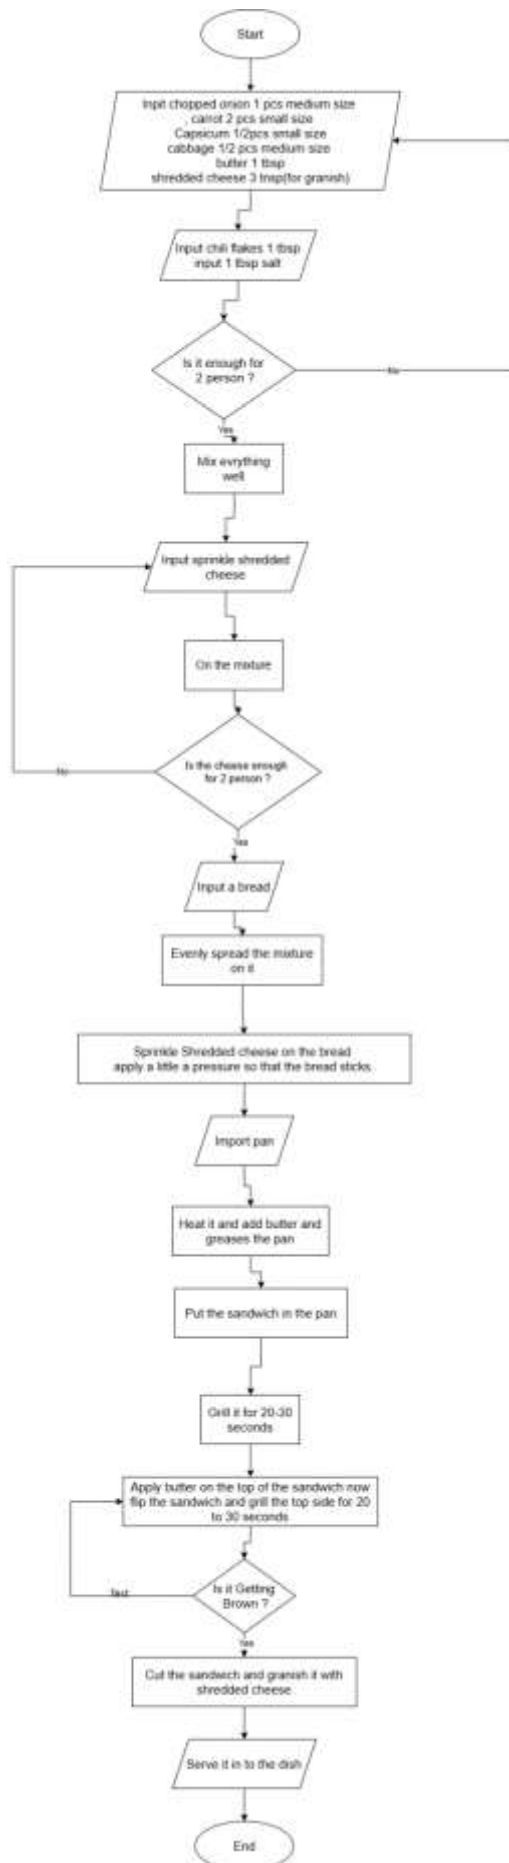 Start
Inpit chopped onion 1 pcs medium size
, carrot 2 pcs small size
Capsicum 1/2pcs small size
cabbage 1/2 pcs medium size
butter 1 tbsp
shredded cheese 3 tnsp(for granish)
Input chili flakes 1 tbsp
input 1 tbsp salt
Is it enough for
2 person ?
No
Yes
Mix evrything
well
Input sprinkle shredded
cheese
On the mixture
Is the cheese enough
for 2 person ?
No
Yes
Input a bread
Evenly spread the mixture
on it
Sprinkle Shredded cheese on the bread
apply a little a pressure so that the bread sticks
Import pan
Heat it and add butter and
greases the pan
Put the sandwich in the pan
Grill it for 20-30
seconds
Apply butter on the top of the sandwich now
flip the sandwich and grill the top side for 20
to 30 seconds
Is it Getting
Brown ?
Yes
Cut the sandwich and granish it with
shredded cheese
Serve it in to the dish
End